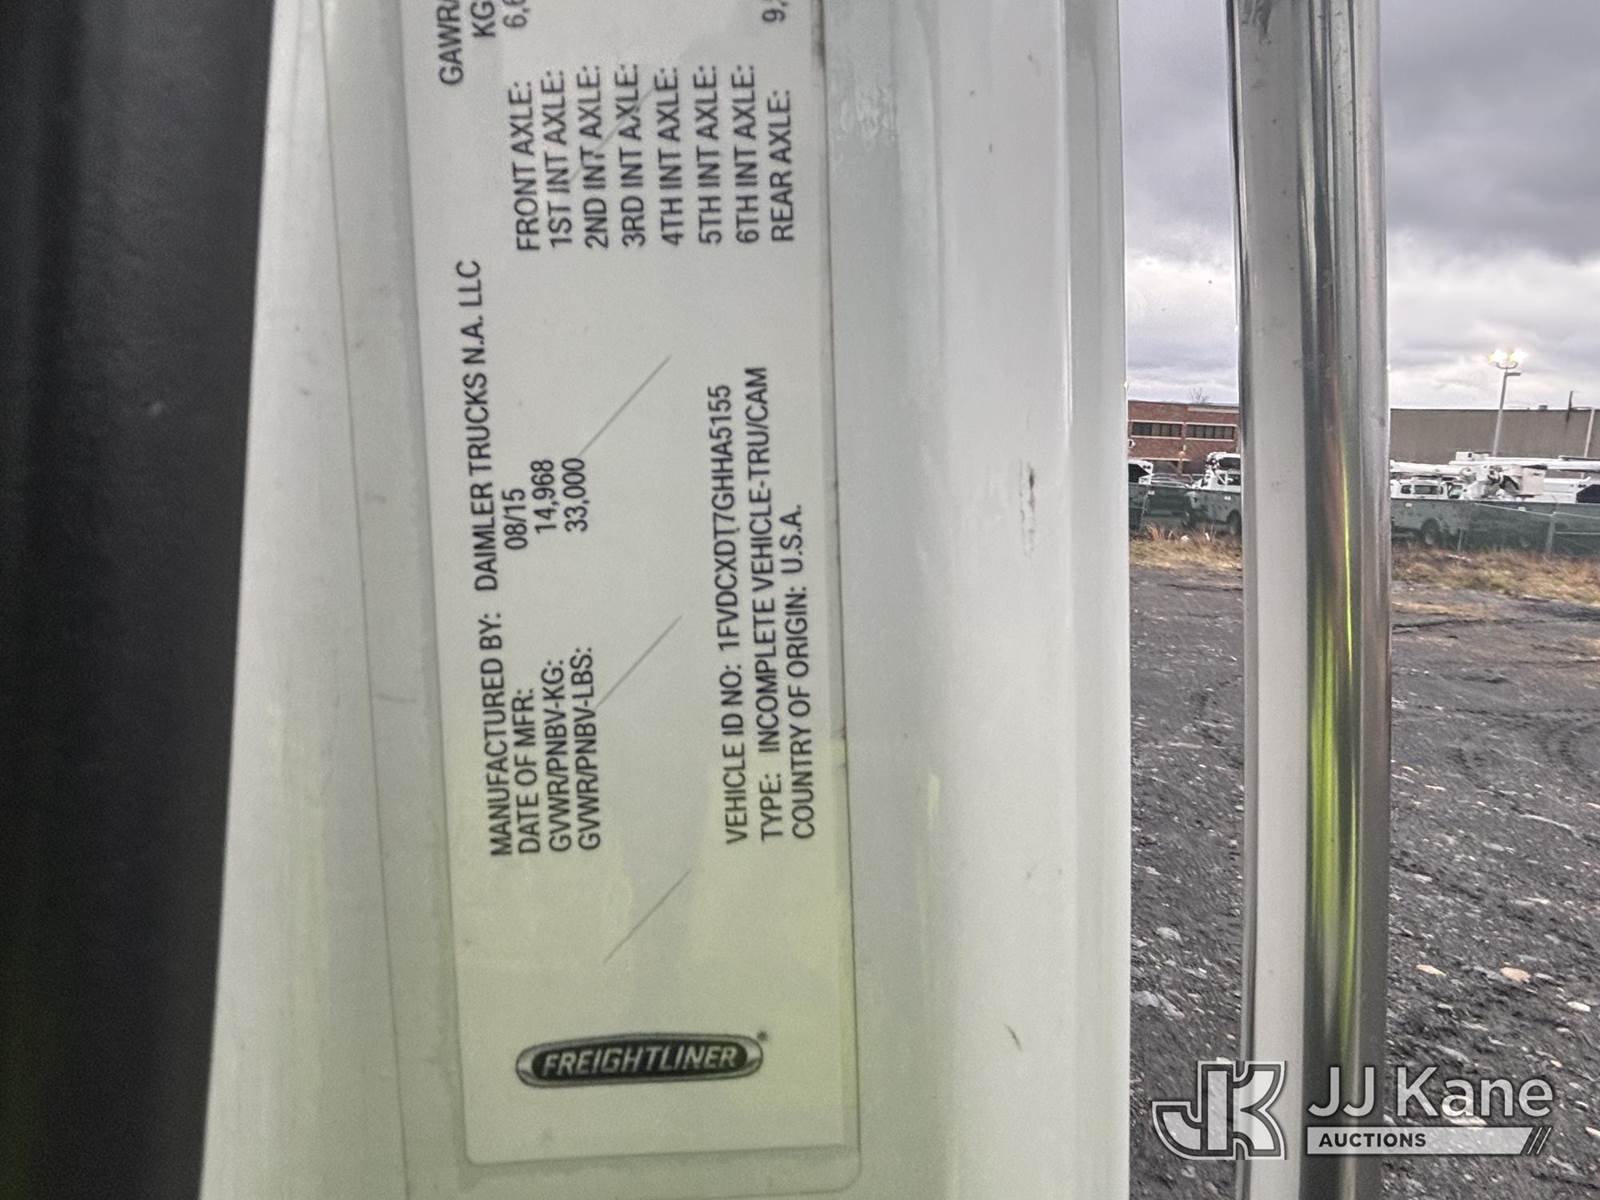 MANUFACTURED BY: DAIMLER TRUCKS N.A. LLC
DATE OF MFR: 08/15
GVWR/PNBV-KG: 14,968
GVWR/PNBV-LBS: 33,000
VEHICLE ID NO: 1FVDCXDT7GHHA5155
TYPE: INCOMPLETE VEHICLE-TRU/CAM
COUNTRY OF ORIGIN: U.S.A.
GAWR/
KG
FRONT AXLE:
1ST INT AXLE:
2ND INT AXLE:
3RD INT AXLE:
4TH INT AXLE:
5TH INT AXLE:
6TH INT AXLE:
REAR AXLE:
FREIGHTLINER®
JK JJ Kane
AUCTIONS